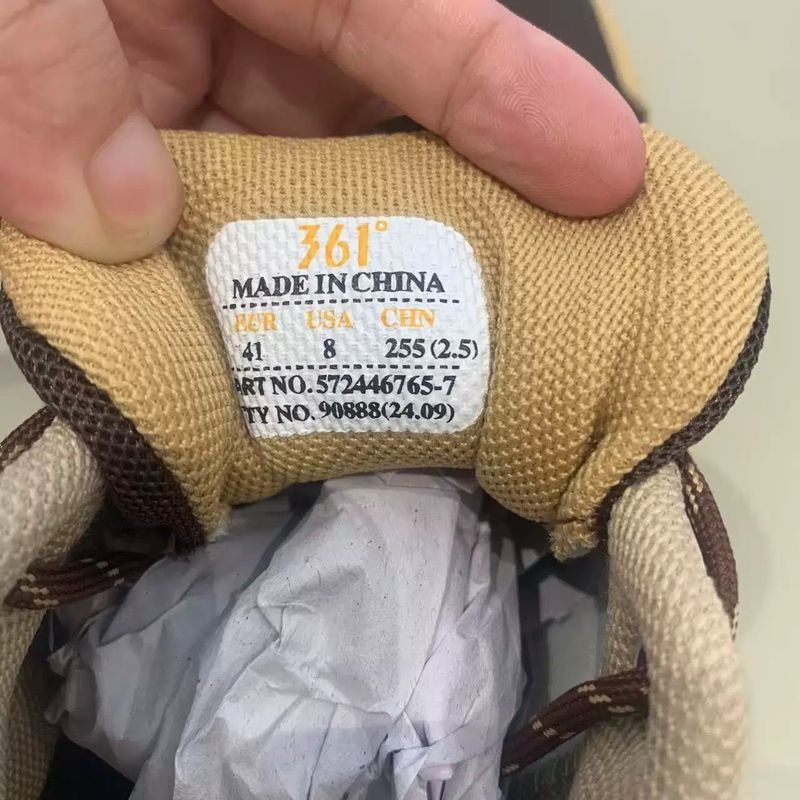 361°
MADE IN CHINA
EUR USA CHN
41 8 255(2.5)
ART NO.572446765-7
TY NO.90888(24.09)